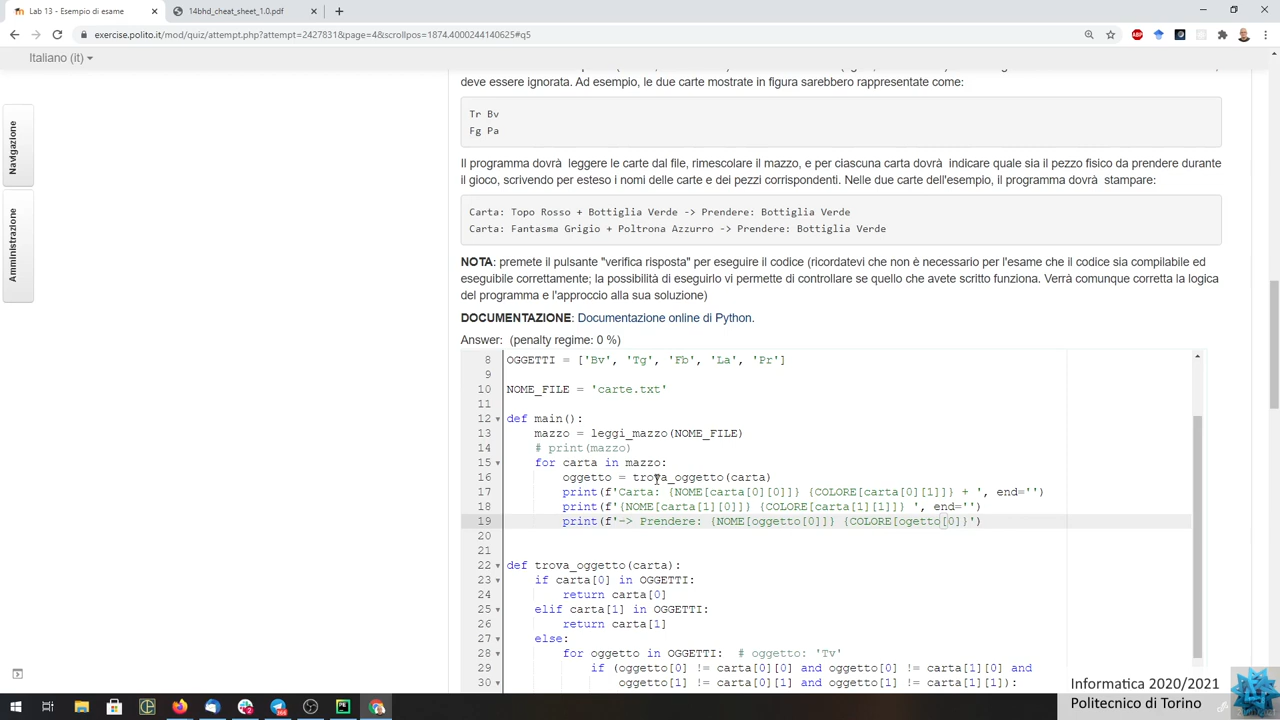 Lab 13 - Esempio di esame
14bhd_cheat_sheet_1.0.pdf
exercise.polito.it/mod/quiz/attempt.php?attempt=2427831&page=4&scrollpos=1874.4000244140625#q5
Italiano (it)
Navigazione
Amministrazione
deve essere ignorata. Ad esempio, le due carte mostrate in figura sarebbero rappresentate come:
Tr Bv
Fg Pa
Il programma dovrà leggere le carte dal file, rimescolare il mazzo, e per ciascuna carta dovrà indicare quale sia il pezzo fisico da prendere durante
il gioco, scrivendo per esteso i nomi delle carte e dei pezzi corrispondenti. Nelle due carte dell'esempio, il programma dovrà stampare:
Carta: Topo Rosso + Bottiglia Verde -> Prendere: Bottiglia Verde
Carta: Fantasma Grigio + Poltrona Azzurro -> Prendere: Bottiglia Verde
NOTA: premete il pulsante "verifica risposta" per eseguire il codice (ricordatevi che non è necessario per l'esame che il codice sia compilabile ed
eseguibile correttamente; la possibilità di eseguirlo vi permette di controllare se quello che avete scritto funziona. Verrà comunque corretta la logica
del programma e l'approccio alla sua soluzione)
DOCUMENTAZIONE: Documentazione online di Python.
Answer: (penalty regime: 0 %)
8 OGGETTI = ['Bv', 'Tg', 'Fb', 'La', 'Pr']
9
10 NOME_FILE = 'carte.txt'
11
12 def main():
13 mazzo = leggi_mazzo(NOME_FILE)
14 # print(mazzo)
15 for carta in mazzo:
16 oggetto = trova_oggetto(carta)
17 print(f'Carta: {NOME[carta[0][0]]} {COLORE[carta[0][1]]} + ', end='')
18 print(f'{NOME[carta[1][0]]} {COLORE[carta[1][1]]} ', end='')
19 print(f'-> Prendere: {NOME[oggetto[0]]} {COLORE[ogetto[0]}')
20
21
22 def trova_oggetto(carta):
23 if carta[0] in OGGETTI:
24 return carta[0]
25 elif carta[1] in OGGETTI:
26 return carta[1]
27 else:
28 for oggetto in OGGETTI: # oggetto: 'Tv'
29 if (oggetto[0] != carta[0][0] and oggetto[0] != carta[1][0] and
30 oggetto[1] != carta[0][1] and oggetto[1] != carta[1][1]):
Informatica 2020/2021
Politecnico di Torino